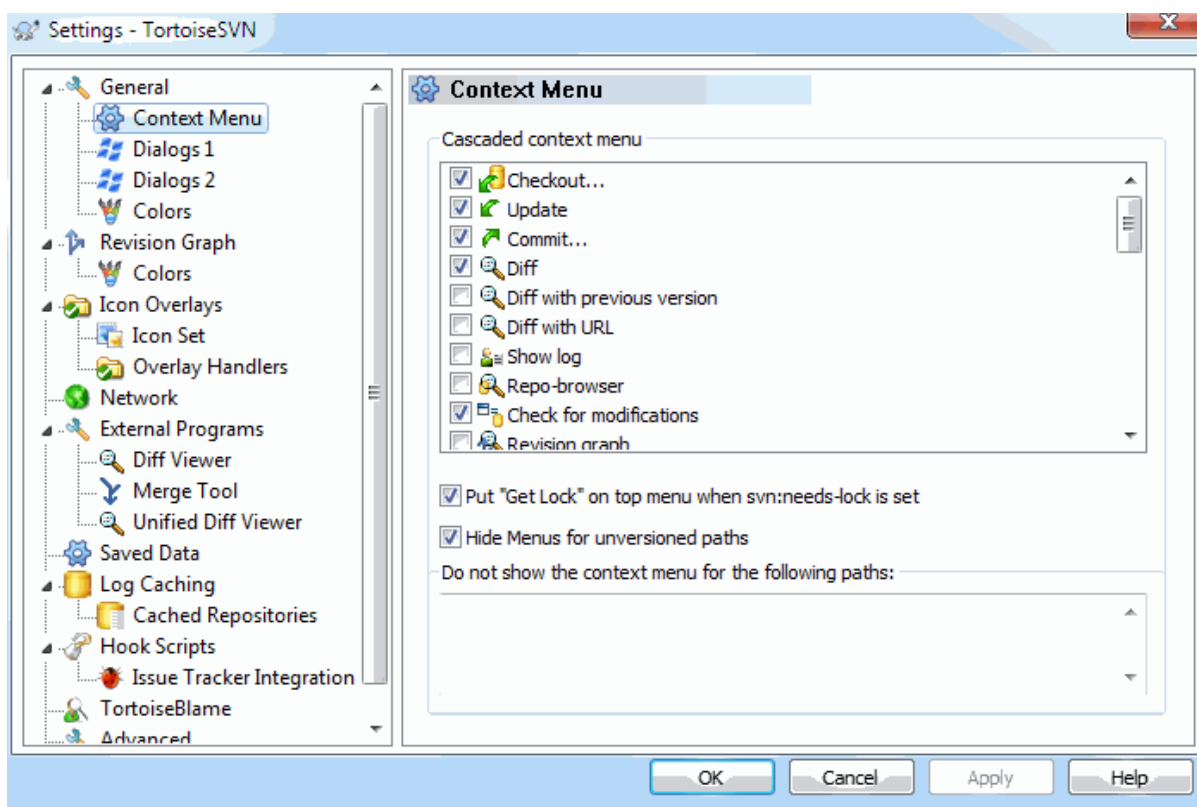 Settings - TortoiseSVN
General
Context Menu
Dialogs 1
Dialogs 2
Colors
Revision Graph
Colors
Icon Overlays
Icon Set
Overlay Handlers
Network
External Programs
Diff Viewer
Merge Tool
Unified Diff Viewer
Saved Data
Log Caching
Cached Repositories
Hook Scripts
Issue Tracker Integration
TortoiseBlame
Advanced
Context Menu
Cascaded context menu
Checkout...
Update
Commit...
Diff
Diff with previous version
Diff with URL
Show log
Repo-browser
Check for modifications
Revision graph
Put "Get Lock" on top menu when svn:needs-lock is set
Hide Menus for unversioned paths
Do not show the context menu for the following paths:
OK
Cancel
Apply
Help